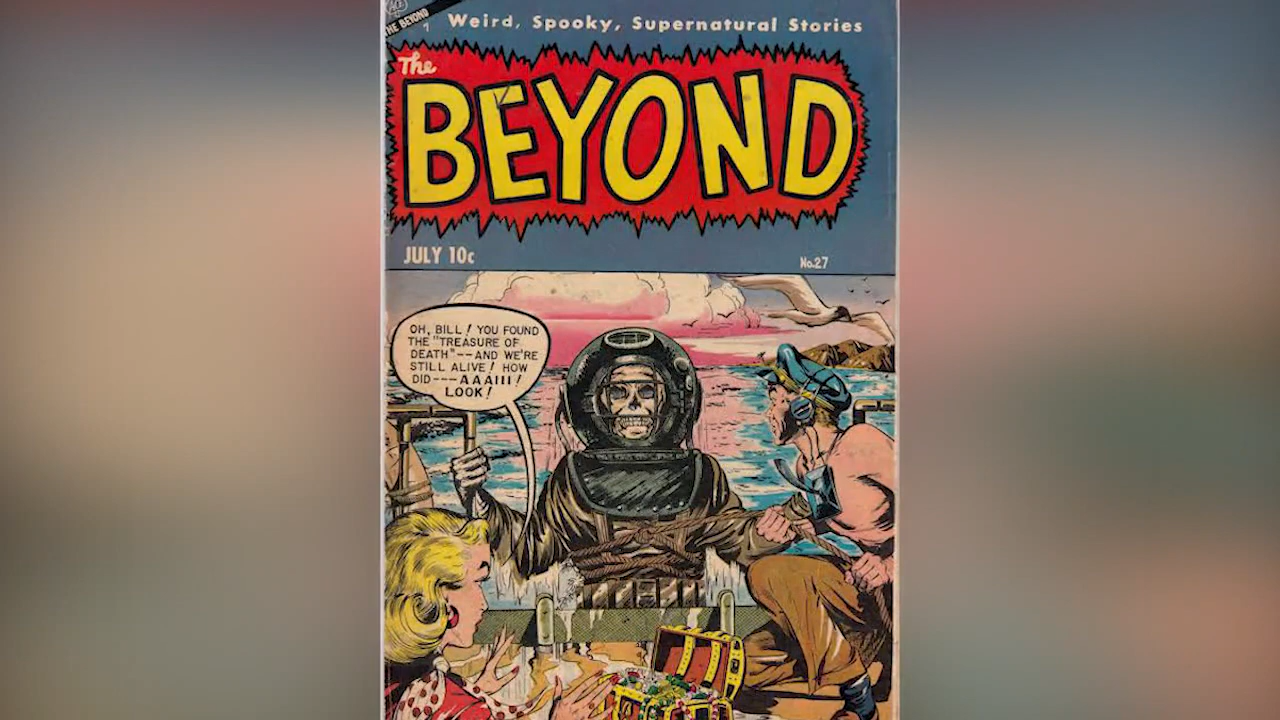 ACE
THE BEYOND
Weird, Spooky, Supernatural Stories
The
BEYOND
JULY 10c
No.27
OH, BILL! YOU FOUND
THE "TREASURE OF
DEATH"--AND WE'RE
STILL ALIVE! HOW
DID---AAAIII!
LOOK!